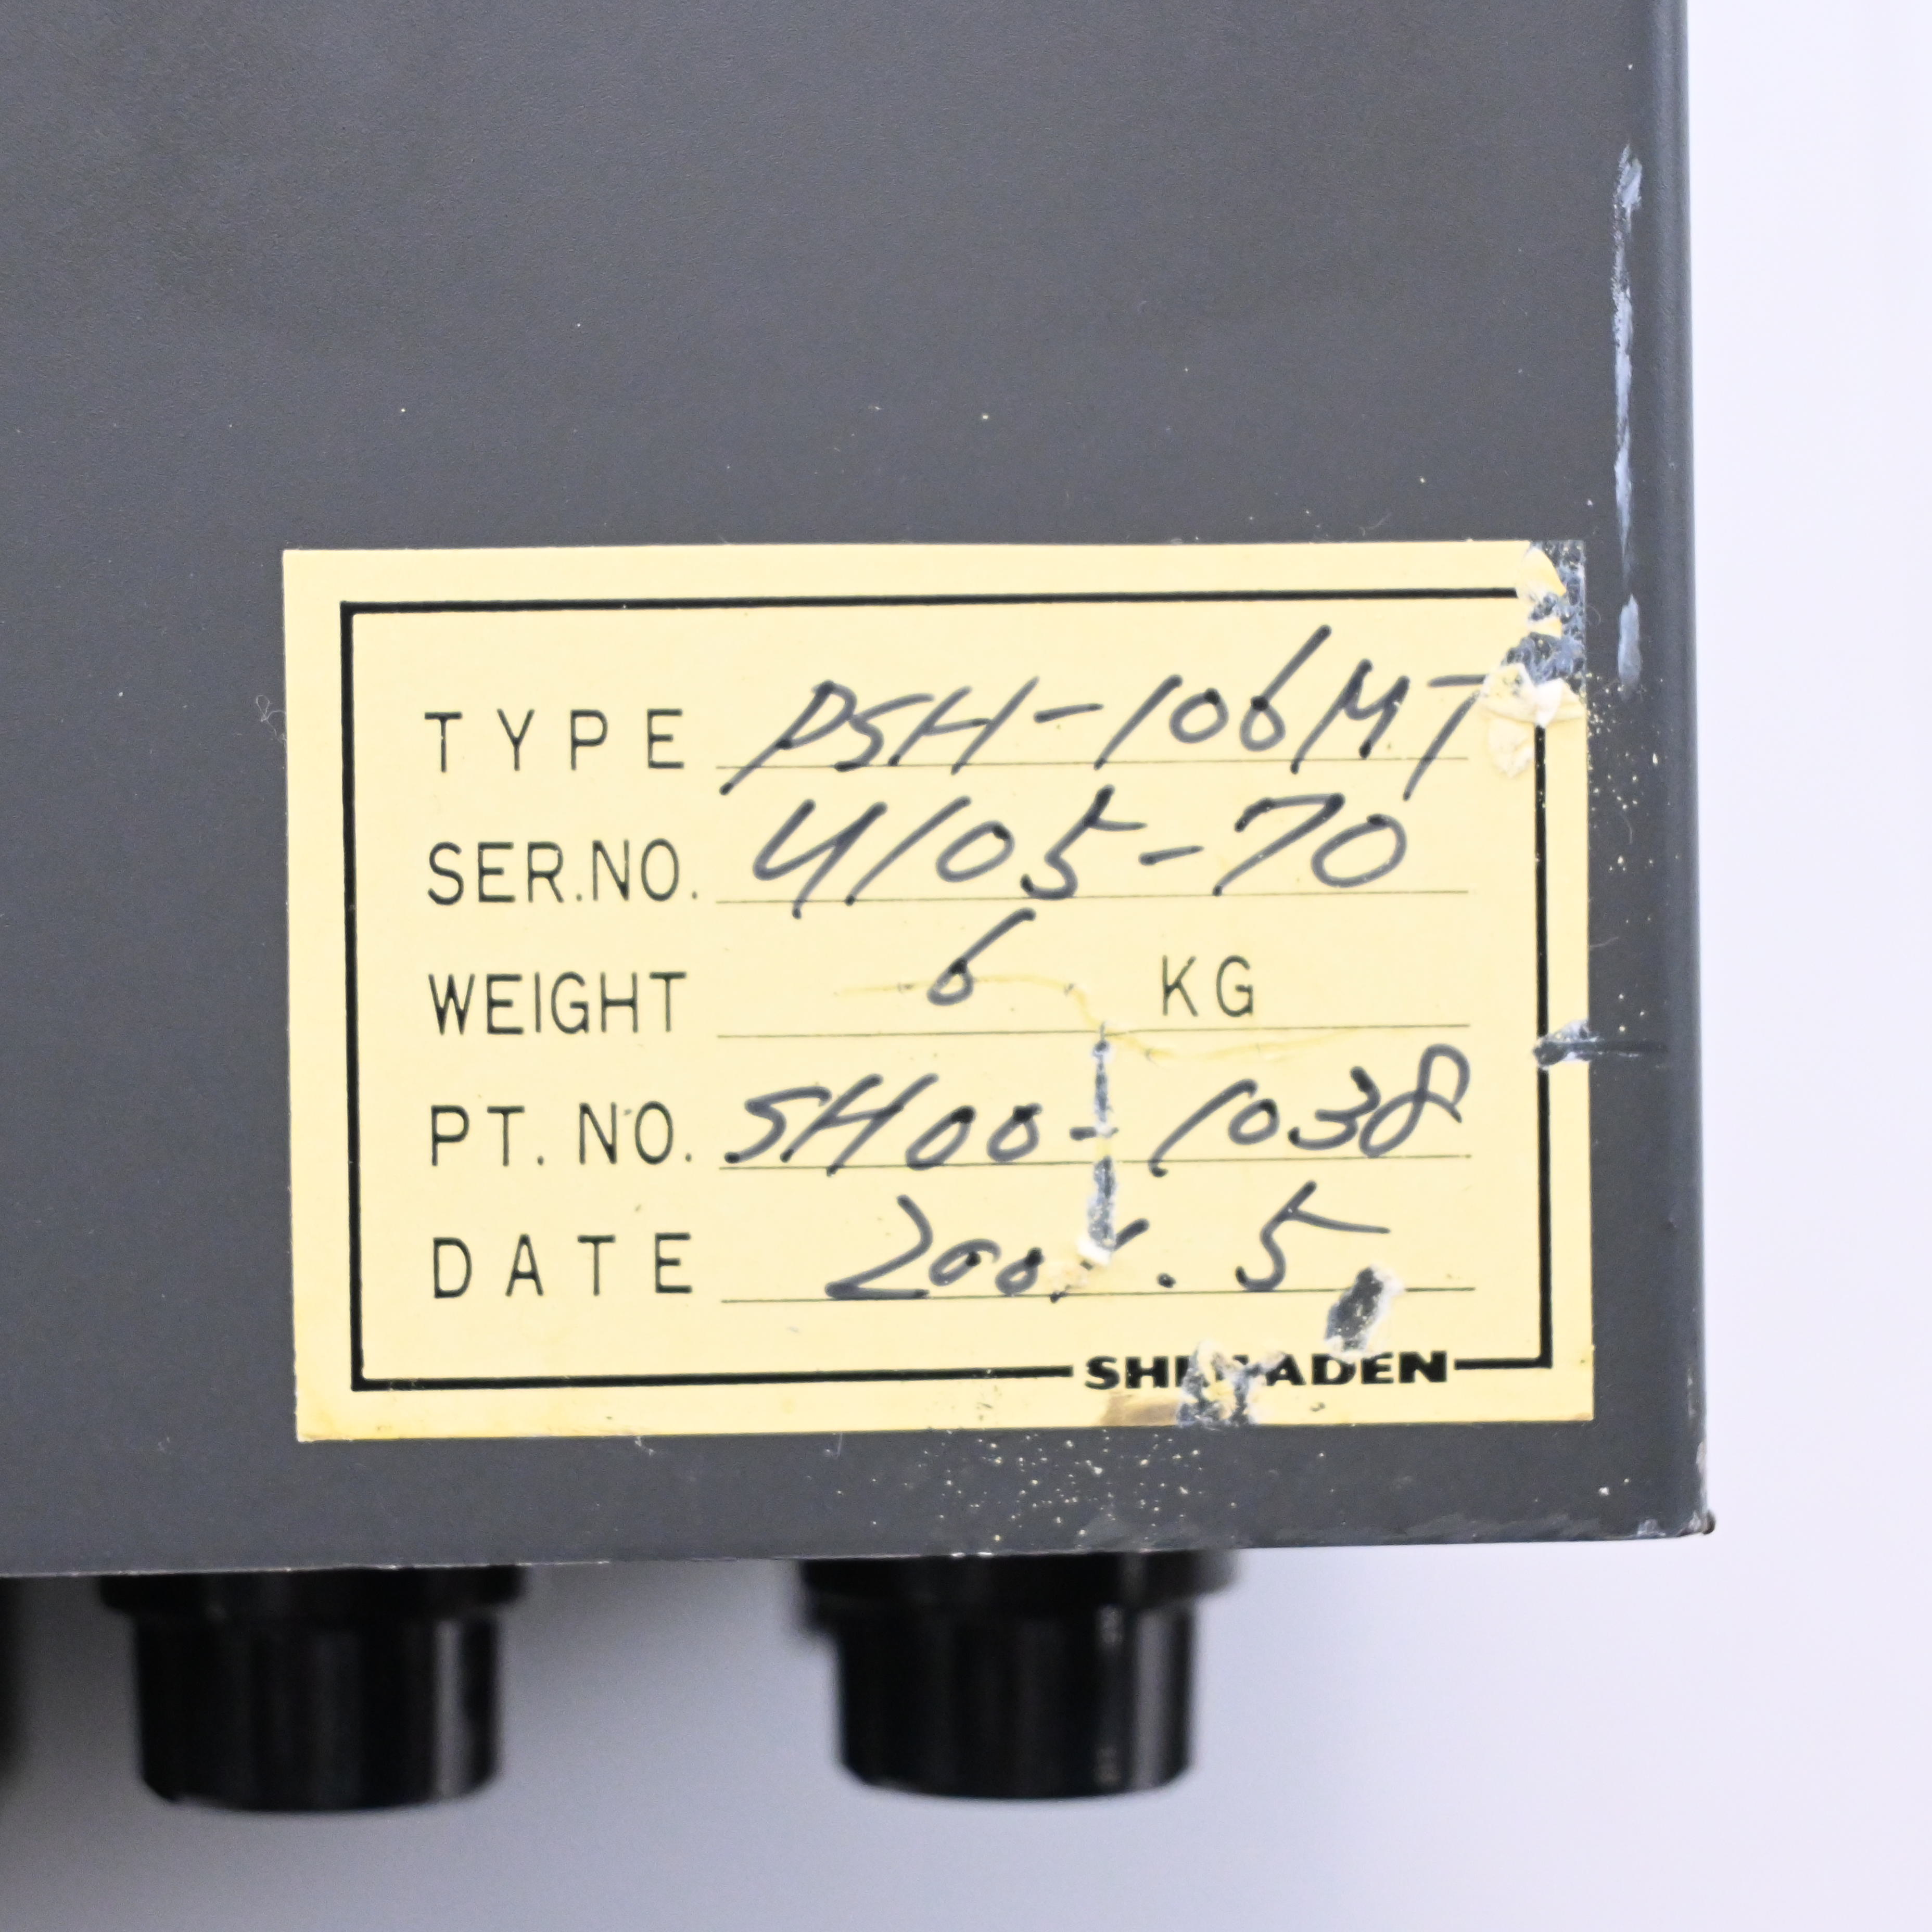 TYPE PSH-106MT
SER.NO. 4105-70
WEIGHT 6 KG
PT. NO. SH00-1038
DATE